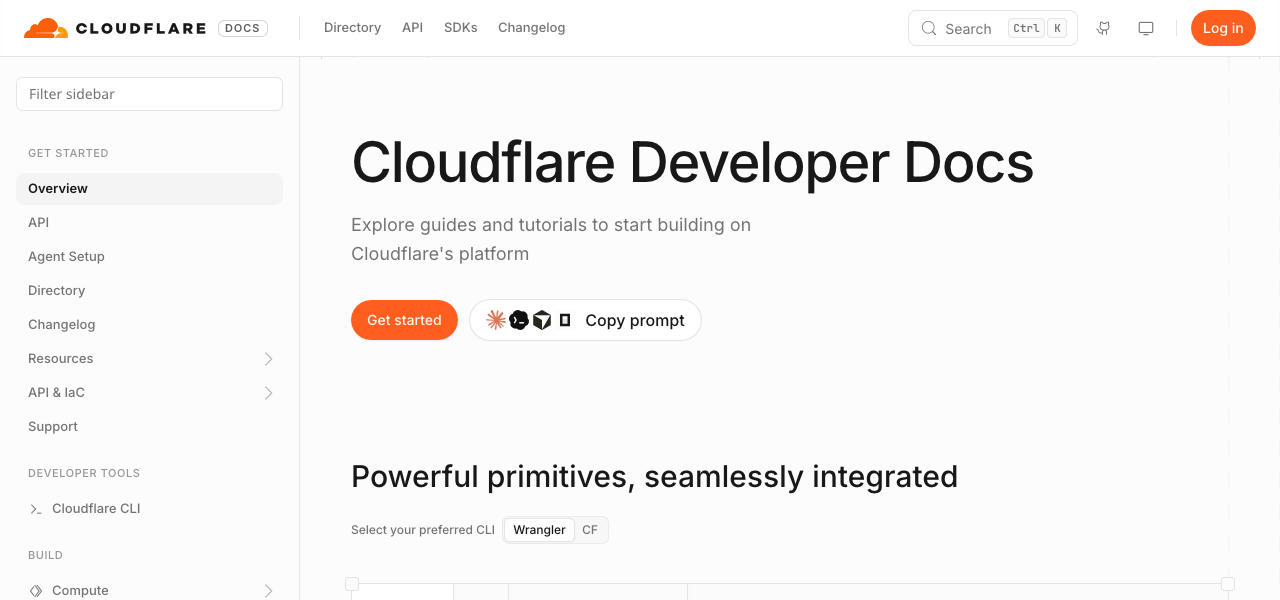 CLOUDFLARE DOCS
Directory API SDKs Changelog
Search Ctrl K
Log in
Filter sidebar
GET STARTED
Overview
API
Agent Setup
Directory
Changelog
Resources
API & IaC
Support
DEVELOPER TOOLS
Cloudflare CLI
BUILD
Compute
Cloudflare Developer Docs
Explore guides and tutorials to start building on
Cloudflare's platform
Get started
Copy prompt
Powerful primitives, seamlessly integrated
Select your preferred CLI Wrangler CF